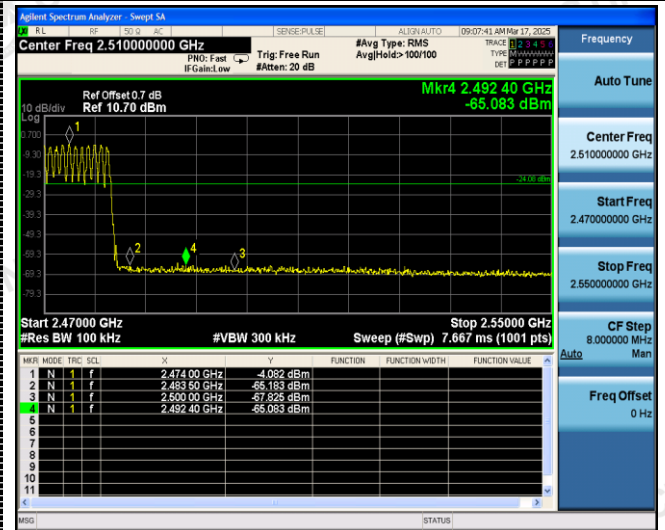 Agilent Spectrum Analyzer - Swept SA
RL RF 50 Ω AC SENSE:PULSE ALIGN AUTO 09:07:41 AM Mar 17, 2025
Center Freq 2.510000000 GHz
PNO: Fast
IFGain:Low
Trig: Free Run
#Atten: 20 dB
#Avg Type: RMS
Avg|Hold:> 100/100
TRACE 1 2 3 4 5 6
TYPE M
DET P P P P P P
Frequency
Mkr4 2.492 40 GHz
-65.083 dBm
Ref Offset 0.7 dB
10 dB/div Ref 10.70 dBm
Log
0.700
-9.30
-19.3
-29.3
-39.3
-49.3
-59.3
-69.3
-79.3
1
2
4
3
-24.08 dBm
Start 2.47000 GHz Stop 2.55000 GHz
#Res BW 100 kHz #VBW 300 kHz Sweep (#Swp) 7.667 ms (1001 pts)
MKR MODE TRC SCL X Y FUNCTION FUNCTION WIDTH FUNCTION VALUE
1 N 1 f 2.474 00 GHz -4.082 dBm
2 N 1 f 2.483 50 GHz -65.183 dBm
3 N 1 f 2.500 00 GHz -67.825 dBm
4 N 1 f 2.492 40 GHz -65.083 dBm
5
6
7
8
9
10
11
MSG STATUS
Auto Tune
Center Freq
2.510000000 GHz
Start Freq
2.470000000 GHz
Stop Freq
2.550000000 GHz
CF Step
8.000000 MHz
Auto Man
Freq Offset
0 Hz